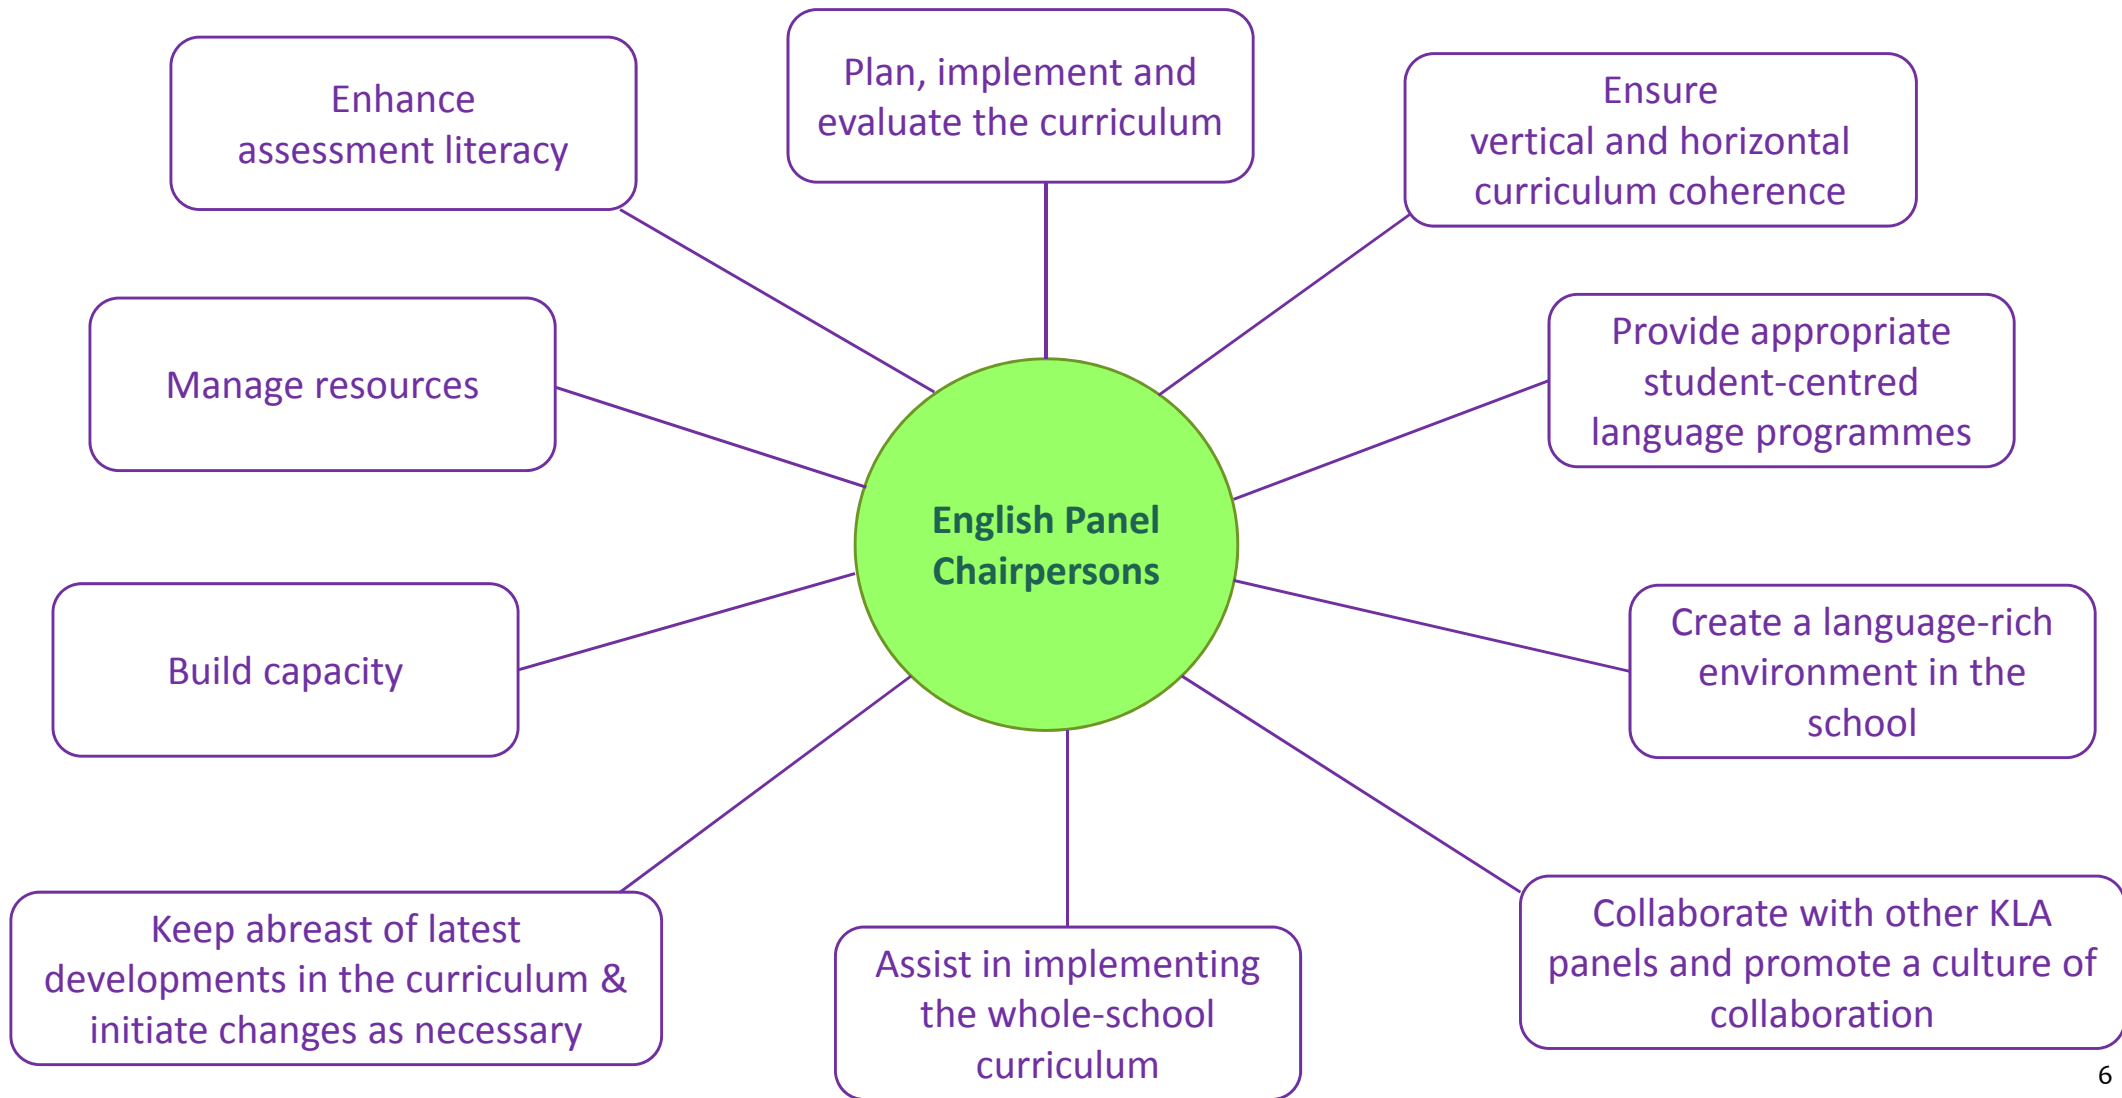 Plan, implement and
evaluate the curriculum
Enhance
assessment literacy
Ensure
vertical and horizontal
curriculum coherence
Manage resources
Provide appropriate
student-centred
language programmes
English Panel
Chairpersons
Build capacity
Create a language-rich
environment in the
school
Keep abreast of latest
developments in the curriculum &
initiate changes as necessary
Assist in implementing
the whole-school
curriculum
Collaborate with other KLA
panels and promote a culture of
collaboration
6